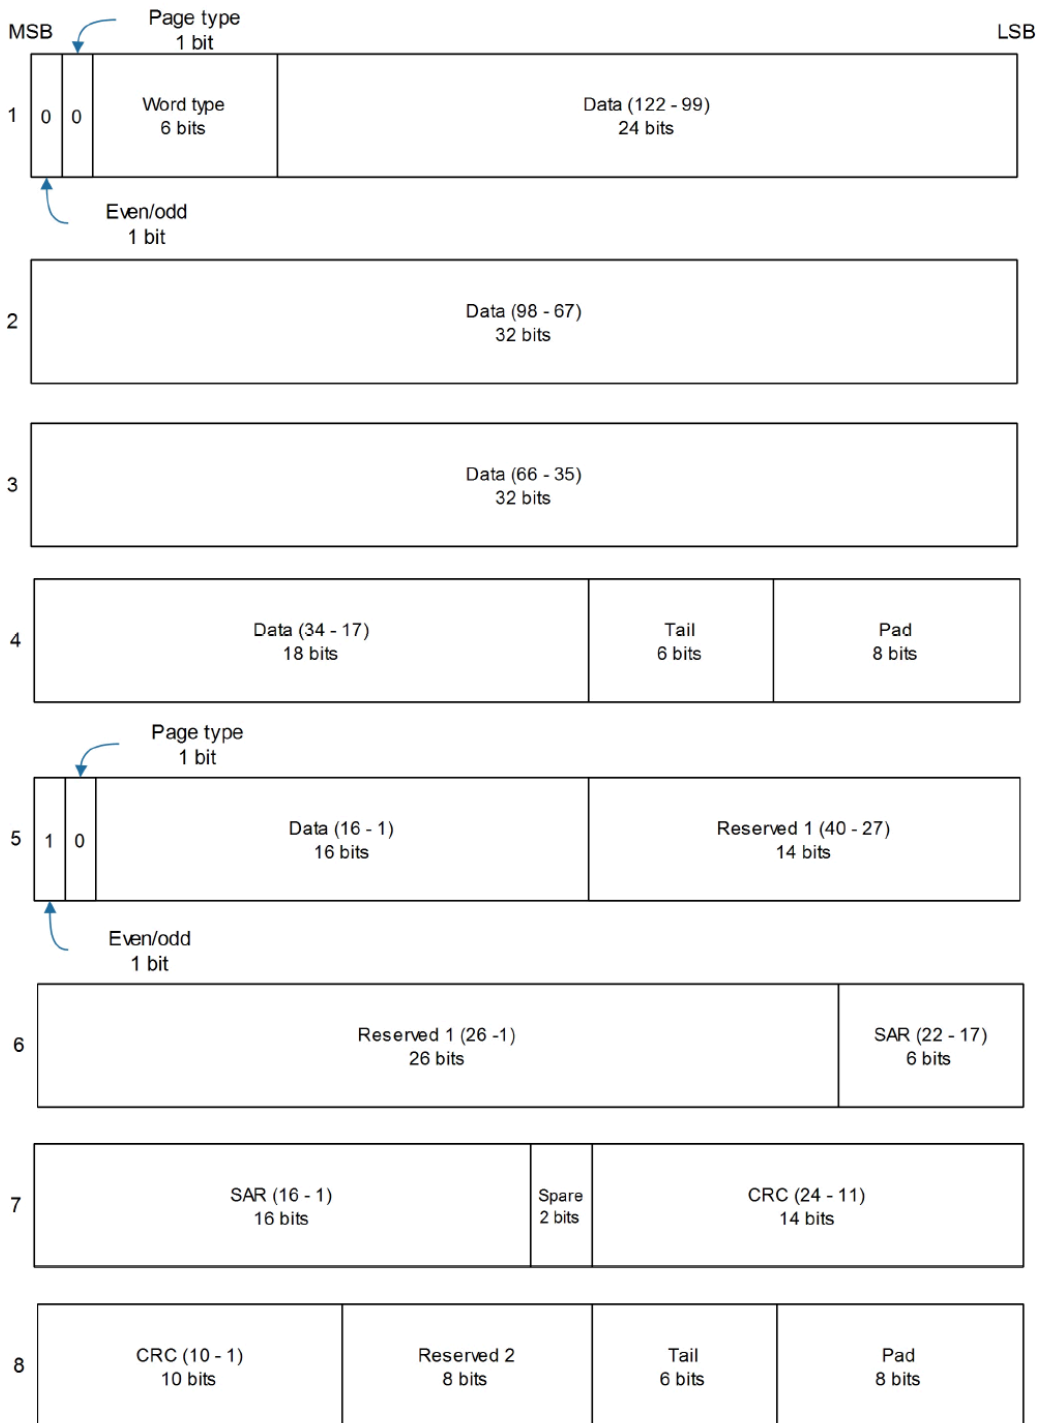 Page type
1 bit
MSB
LSB
1
0
0
Word type
6 bits
Data (122 - 99)
24 bits
Even/odd
1 bit
2
Data (98 - 67)
32 bits
3
Data (66 - 35)
32 bits
4
Data (34 - 17)
18 bits
Tail
6 bits
Pad
8 bits
Page type
1 bit
5
1
0
Data (16 - 1)
16 bits
Reserved 1 (40 - 27)
14 bits
Even/odd
1 bit
6
Reserved 1 (26 -1)
26 bits
SAR (22 - 17)
6 bits
7
SAR (16 - 1)
16 bits
Spare
2 bits
CRC (24 - 11)
14 bits
8
CRC (10 - 1)
10 bits
Reserved 2
8 bits
Tail
6 bits
Pad
8 bits